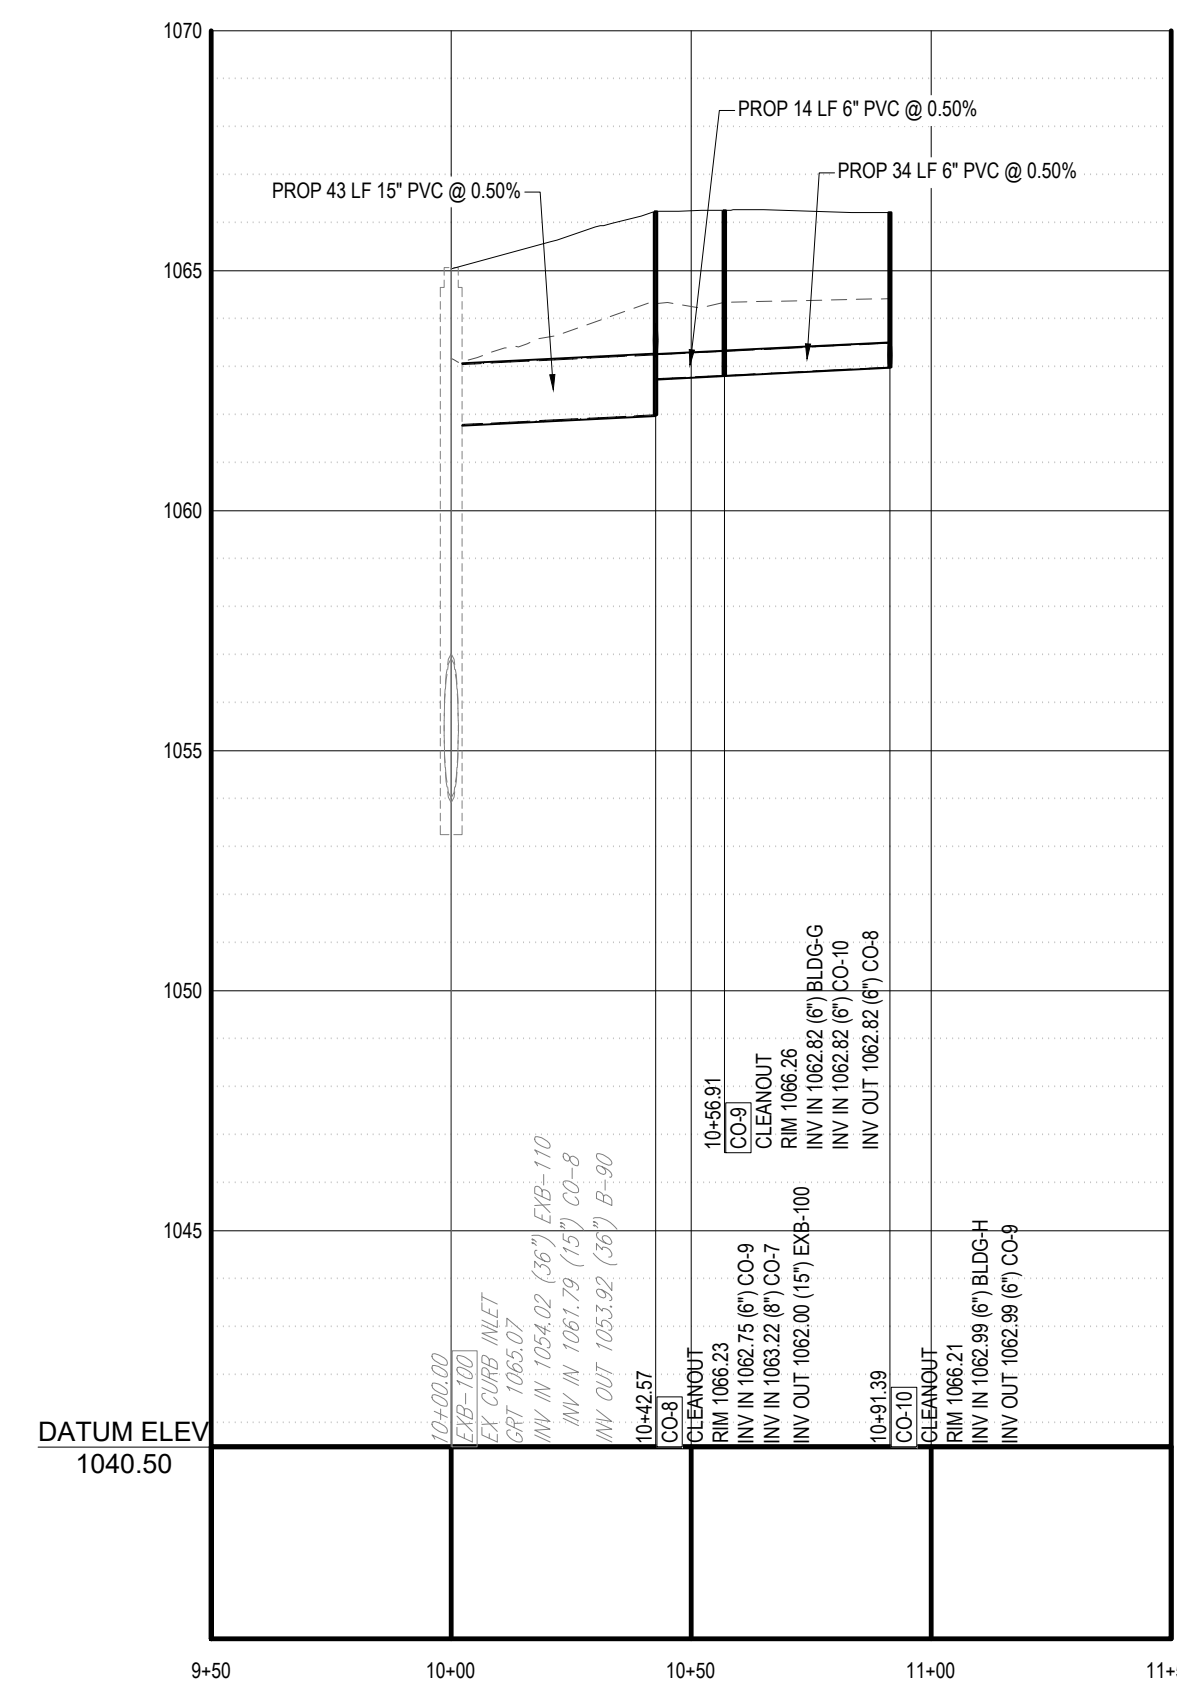 1070
PROP 14 LF 6" PVC @ 0.50%
PROP 34 LF 6" PVC @ 0.50%
PROP 43 LF 15" PVC @ 0.50%
1065
1060
1055
1050
1045
10+00.00
EXB-100
EX CURB INLET
GRT 1065.07
INV IN 1054.02 (36") EXB-110
INV IN 1061.79 (15") CO-8
INV OUT 1053.92 (36") B-90
10+42.57
CO-8
CLEANOUT
RIM 1066.23
INV IN 1062.75 (6") CO-9
INV IN 1063.22 (8") CO-7
INV OUT 1062.00 (15") EXB-100
10+56.91
CO-9
CLEANOUT
RIM 1066.26
INV IN 1062.82 (6") BLDG-G
INV IN 1062.82 (6") CO-10
INV OUT 1062.82 (6") CO-8
10+91.39
CO-10
CLEANOUT
RIM 1066.21
INV IN 1062.99 (6") BLDG-H
INV OUT 1062.99 (6") CO-9
DATUM ELEV
1040.50
9+50
10+00
10+50
11+00